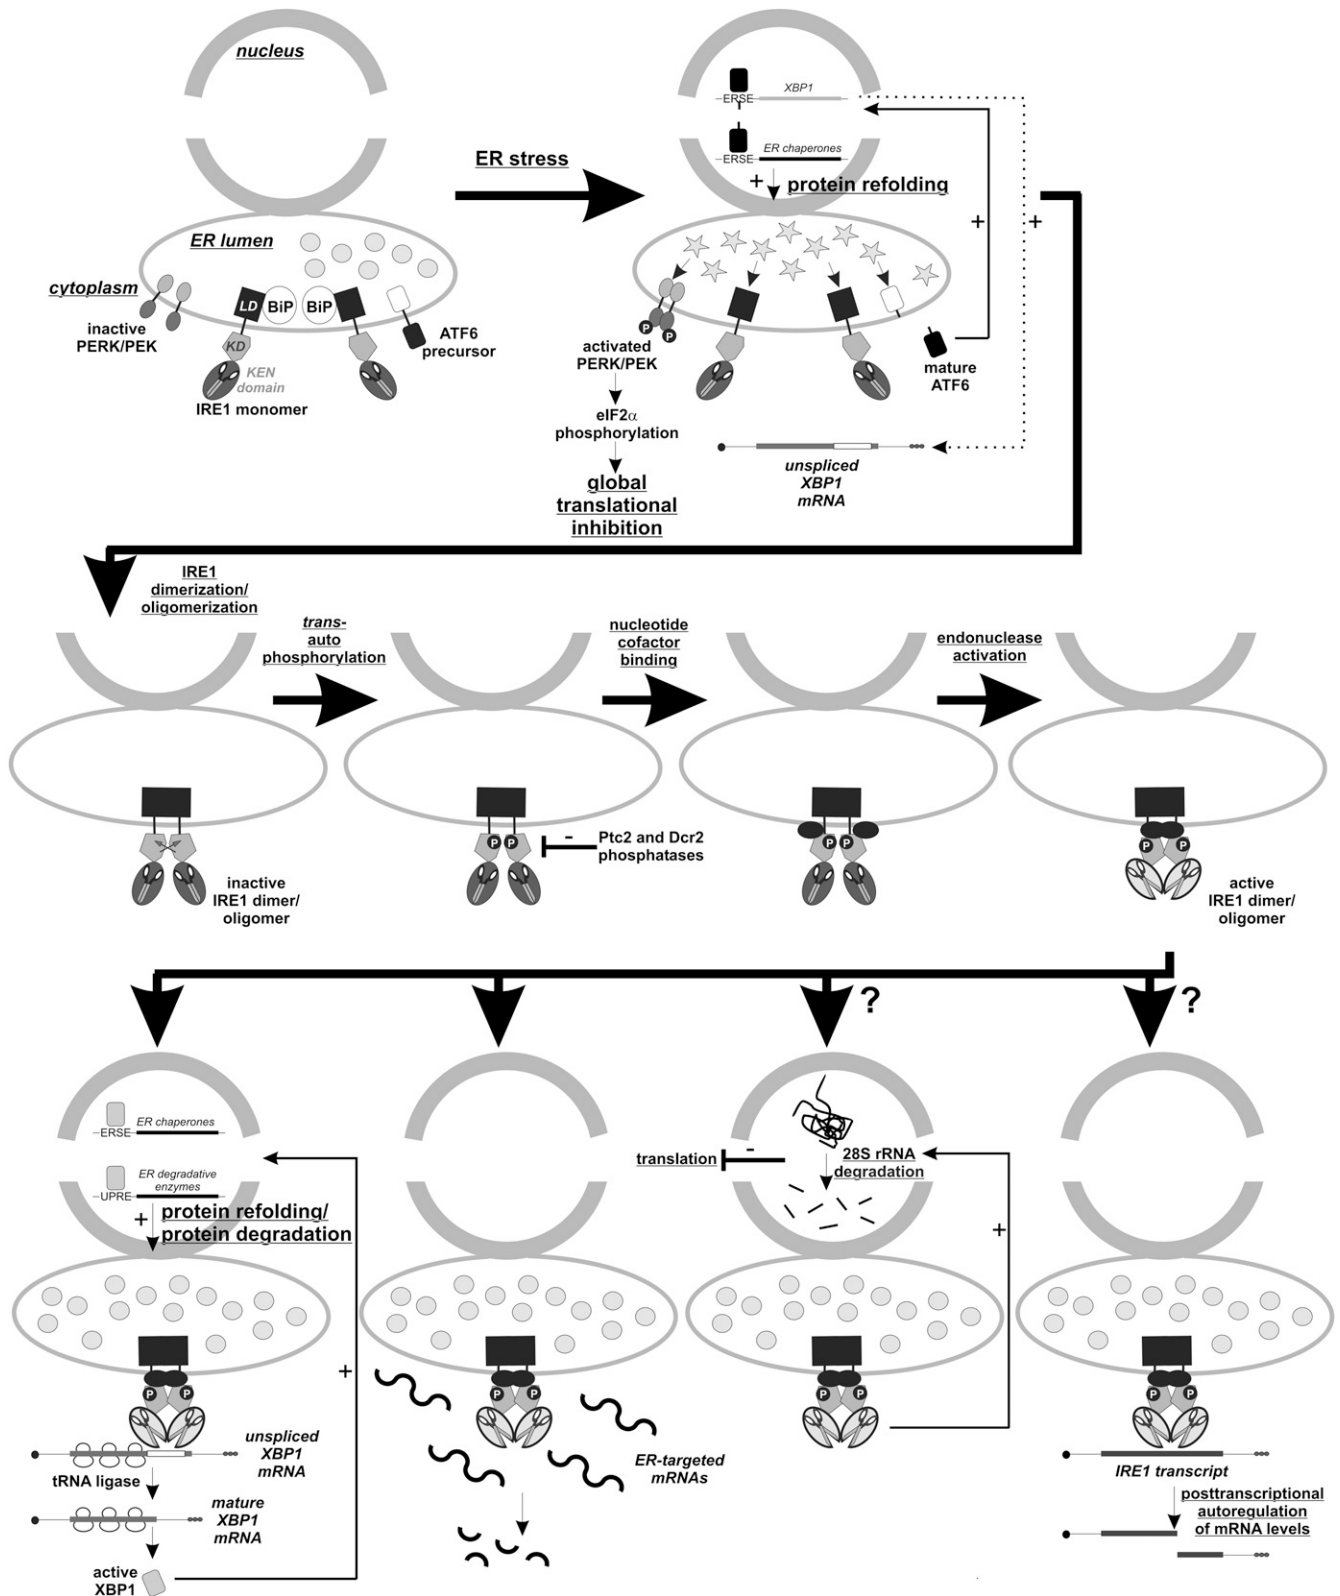 nucleus
ERSE
XBP1
ERSE
ER chaperones
+
protein refolding
ER stress
+
+
ER lumen
cytoplasm
inactive
PERK/PEK
LD
BiP
BiP
KD
KEN
domain
IRE1 monomer
ATF6
precursor
P
P
activated
PERK/PEK
eIF2α
phosphorylation
global
translational
inhibition
mature
ATF6
unspliced
XBP1
mRNA
IRE1
dimerization/
oligomerization
trans-
auto
phosphorylation
nucleotide
cofactor
binding
endonuclease
activation
inactive
IRE1 dimer/
oligomer
P
P
-
Ptc2 and Dcr2
phosphatases
P
P
P
P
active
IRE1 dimer/
oligomer
?
?
ERSE
ER chaperones
UPRE
ER degradative
enzymes
+
protein refolding/
protein degradation
+
P
P
unspliced
XBP1
mRNA
tRNA ligase
mature
XBP1
mRNA
active
XBP1
P
P
ER-targeted
mRNAs
translation
-
28S rRNA
degradation
+
P
P
P
P
IRE1 transcript
posttranscriptional
autoregulation
of mRNA levels